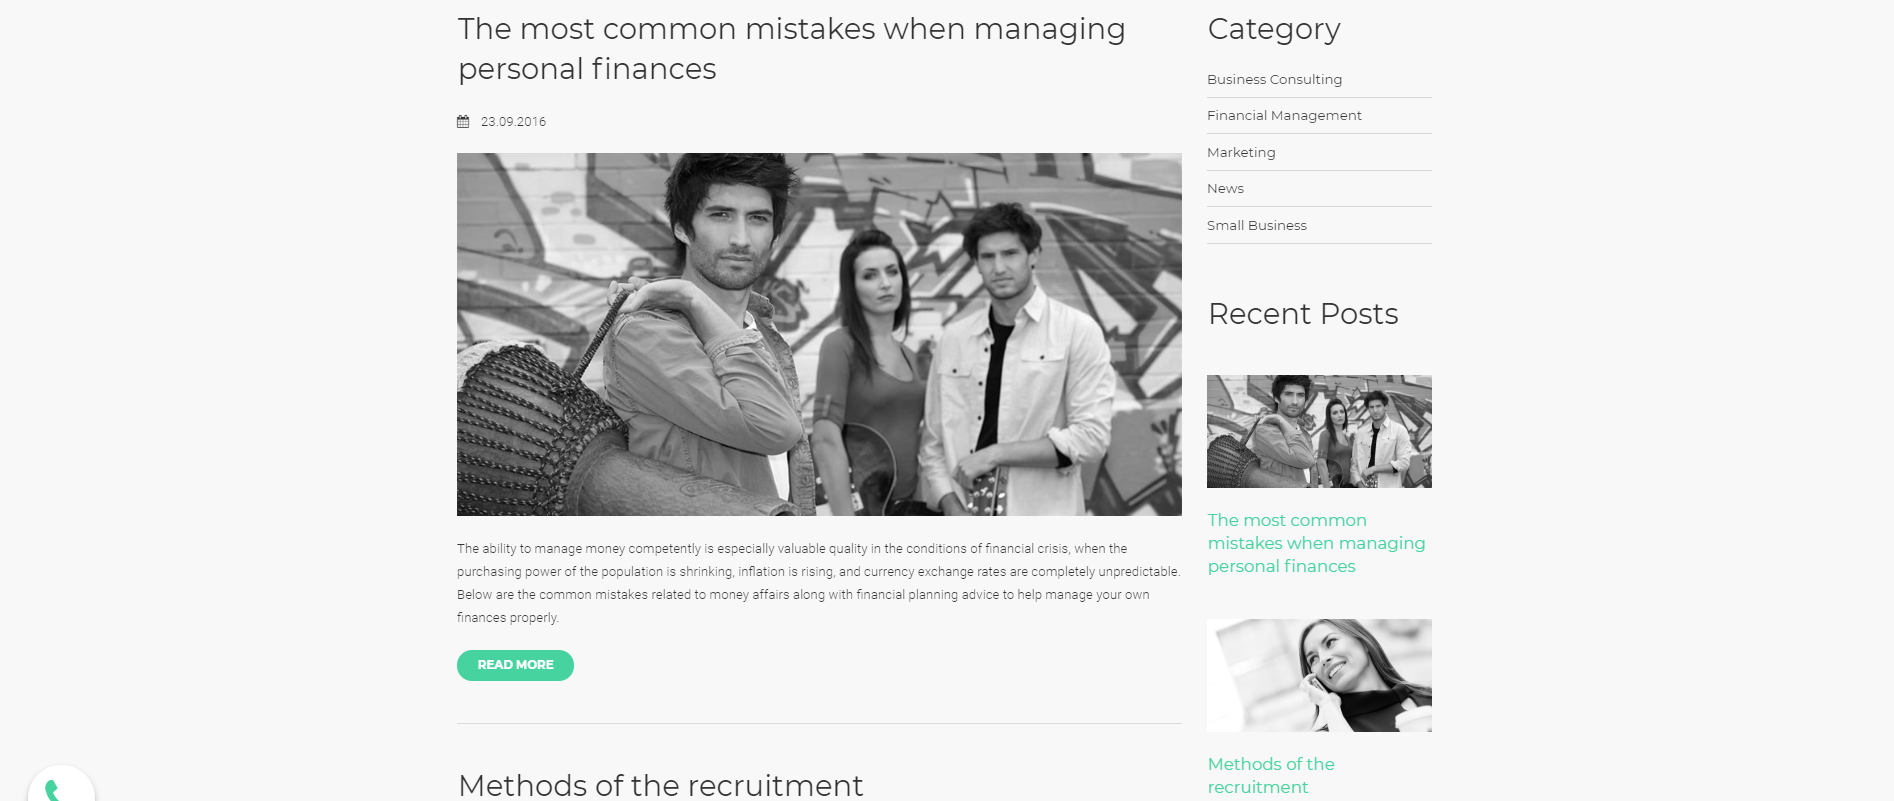 The most common mistakes when managing
personal finances
23.09.2016
The ability to manage money competently is especially valuable quality in the conditions of financial crisis, when the
purchasing power of the population is shrinking, inflation is rising, and currency exchange rates are completely unpredictable.
Below are the common mistakes related to money affairs along with financial planning advice to help manage your own
finances properly.
READ MORE
Methods of the recruitment
Category
Business Consulting
Financial Management
Marketing
News
Small Business
Recent Posts
The most common
mistakes when managing
personal finances
Methods of the
recruitment